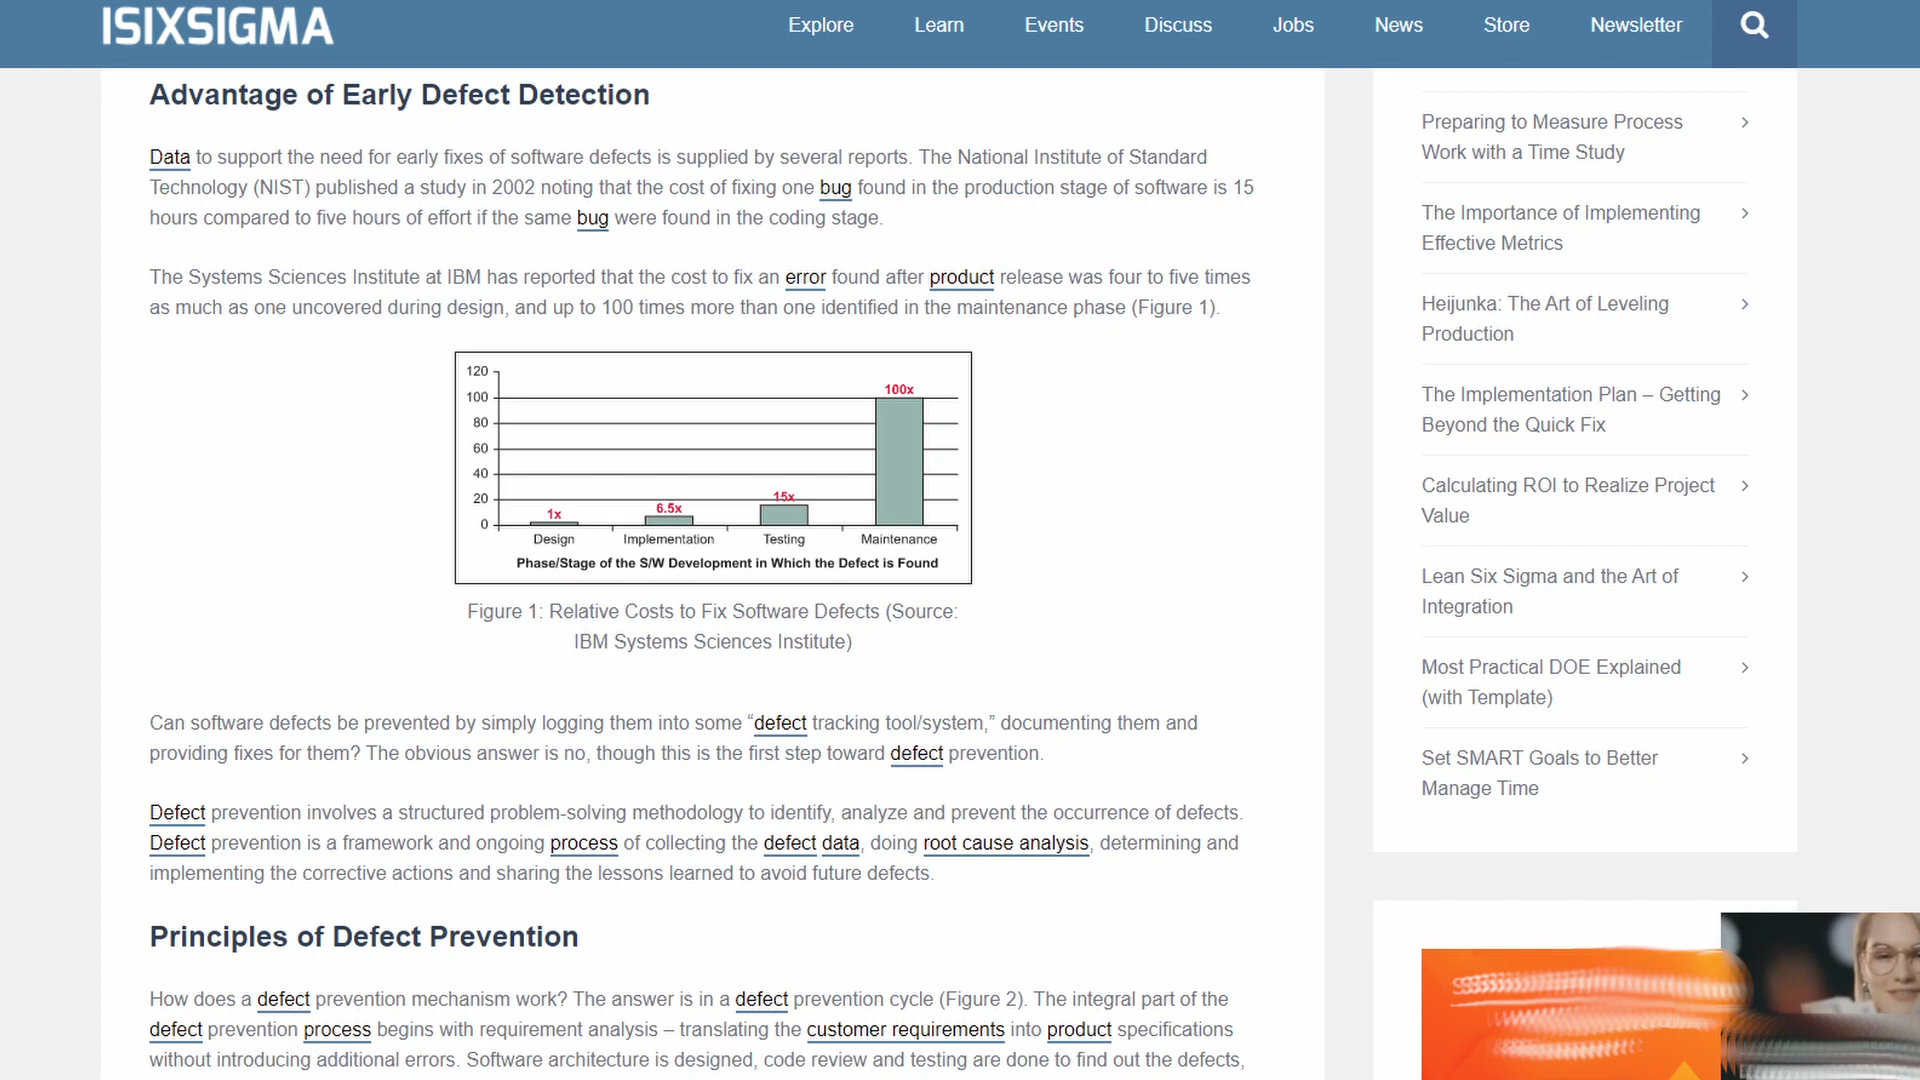 ISIXSIGMA
Explore
Learn
Events
Discuss
Jobs
News
Store
Newsletter
Advantage of Early Defect Detection
Data to support the need for early fixes of software defects is supplied by several reports. The National Institute of Standard
Technology (NIST) published a study in 2002 noting that the cost of fixing one bug found in the production stage of software is 15
hours compared to five hours of effort if the same bug were found in the coding stage.
The Systems Sciences Institute at IBM has reported that the cost to fix an error found after product release was four to five times
as much as one uncovered during design, and up to 100 times more than one identified in the maintenance phase (Figure 1).
120
100
80
60
40
20
0
1x
6.5x
15x
100x
Design
Implementation
Testing
Maintenance
Phase/Stage of the S/W Development in Which the Defect is Found
Figure 1: Relative Costs to Fix Software Defects (Source:
IBM Systems Sciences Institute)
Can software defects be prevented by simply logging them into some “defect tracking tool/system,” documenting them and
providing fixes for them? The obvious answer is no, though this is the first step toward defect prevention.
Defect prevention involves a structured problem-solving methodology to identify, analyze and prevent the occurrence of defects.
Defect prevention is a framework and ongoing process of collecting the defect data, doing root cause analysis, determining and
implementing the corrective actions and sharing the lessons learned to avoid future defects.
Principles of Defect Prevention
How does a defect prevention mechanism work? The answer is in a defect prevention cycle (Figure 2). The integral part of the
defect prevention process begins with requirement analysis – translating the customer requirements into product specifications
without introducing additional errors. Software architecture is designed, code review and testing are done to find out the defects,
Preparing to Measure Process
Work with a Time Study
The Importance of Implementing
Effective Metrics
Heijunka: The Art of Leveling
Production
The Implementation Plan – Getting
Beyond the Quick Fix
Calculating ROI to Realize Project
Value
Lean Six Sigma and the Art of
Integration
Most Practical DOE Explained
(with Template)
Set SMART Goals to Better
Manage Time